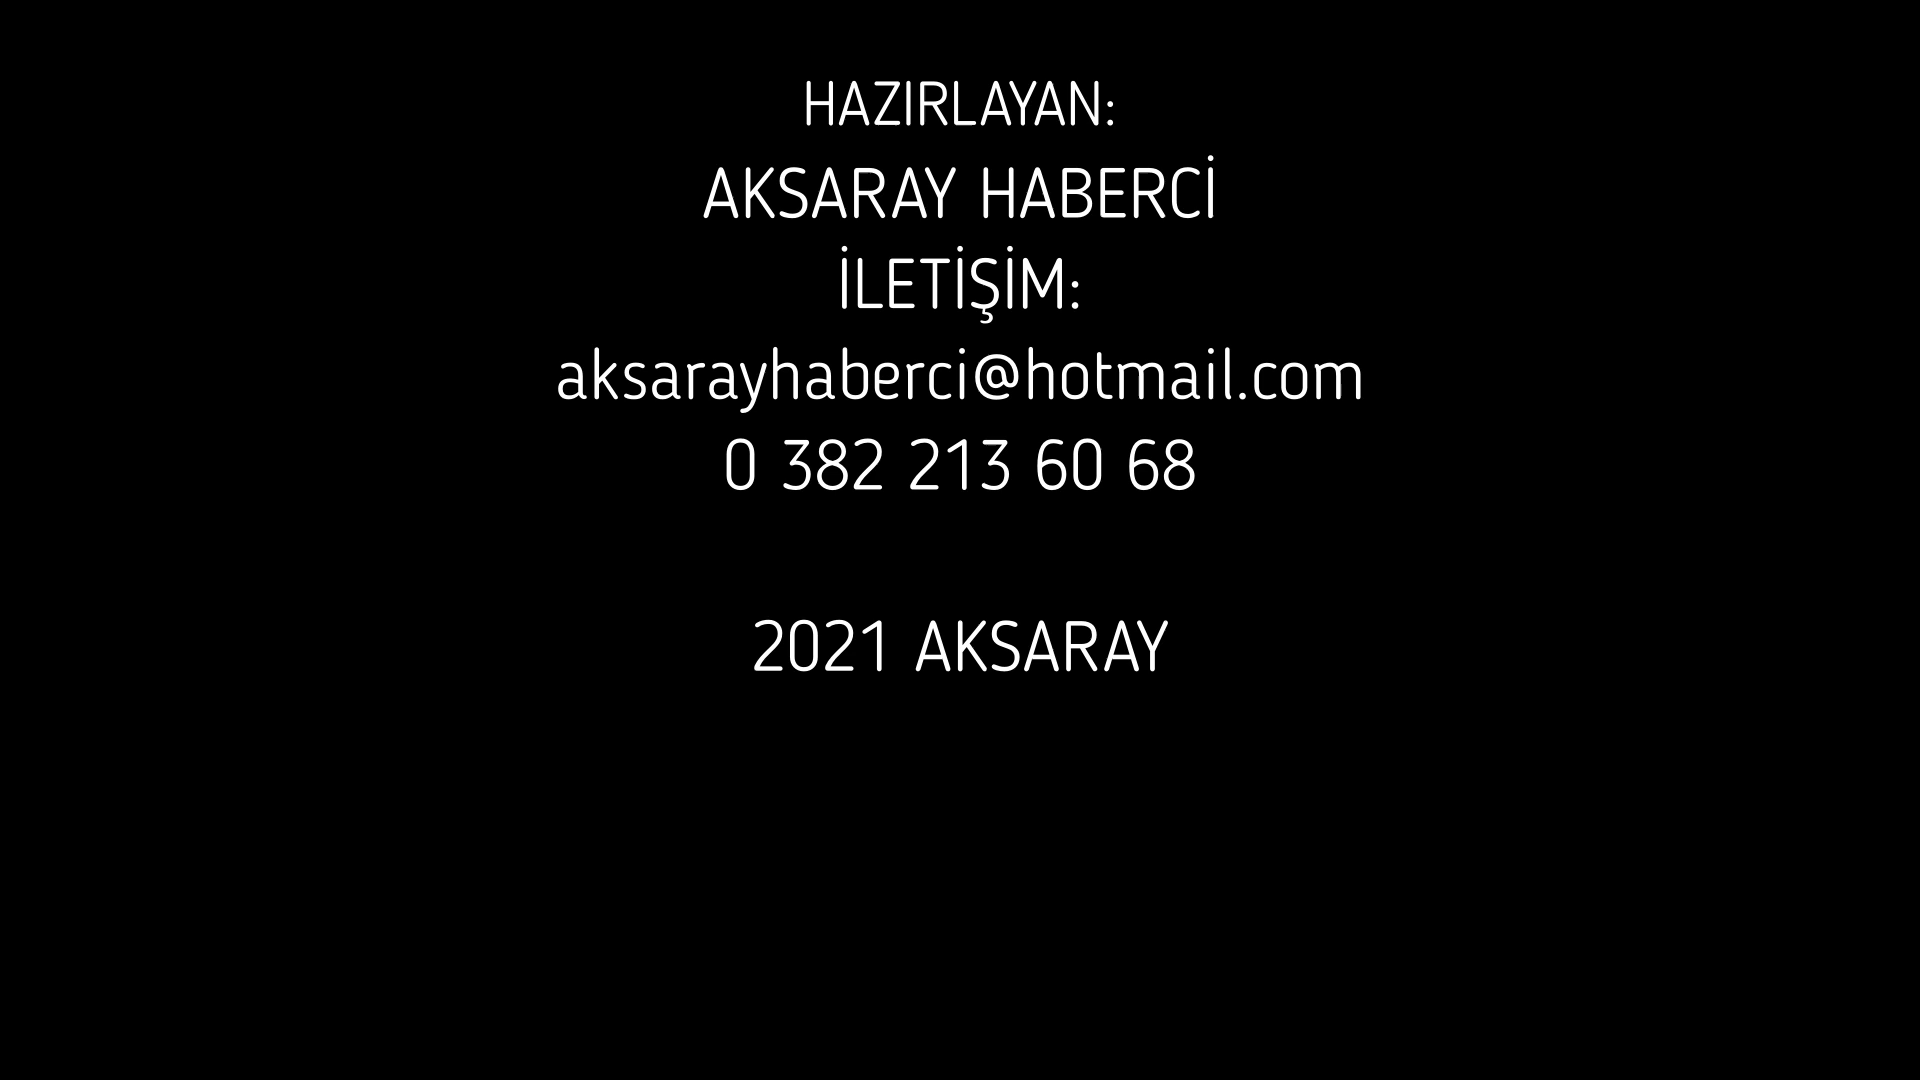 HAZIRLAYAN:
AKSARAY HABERCİ
İLETİŞİM:
aksarayhaberci@hotmail.com
0 382 213 60 68
2021 AKSARAY